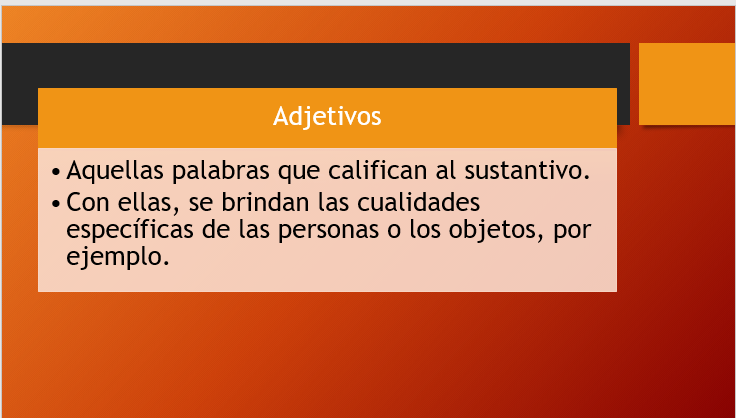 Adjetivos
• Aquellas palabras que califican al sustantivo.
• Con ellas, se brindan las cualidades
específicas de las personas o los objetos, por
ejemplo.